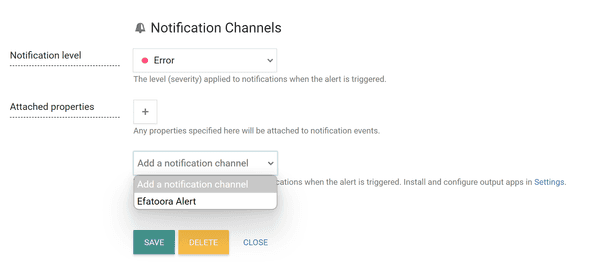 Notification Channels
Notification level
Error
The level (severity) applied to notifications when the alert is triggered.
Attached properties
+
Any properties specified here will be attached to notification events.
Add a notification channel
Add a notification channel
cations when the alert is triggered. Install and configure output apps in Settings.
Efatoora Alert
SAVE
DELETE
CLOSE